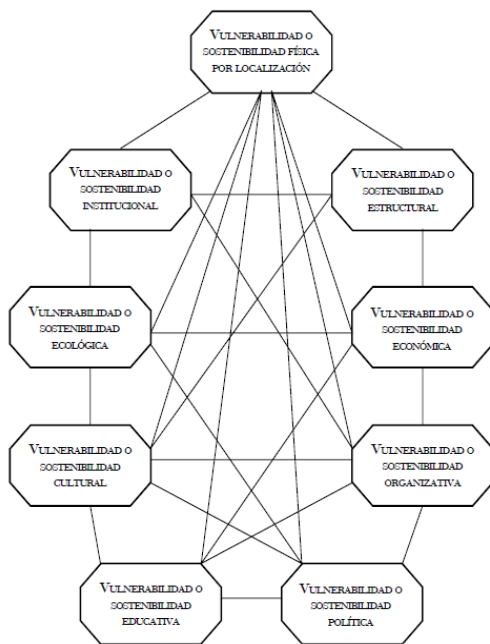 VULNERABILIDAD O
SOSTENIBILIDAD FÍSICA
POR LOCALIZACIÓN
VULNERABILIDAD O
SOSTENIBILIDAD
INSTITUCIONAL
VULNERABILIDAD O
SOSTENIBILIDAD
ESTRUCTURAL
VULNERABILIDAD O
SOSTENIBILIDAD
ECOLÓGICA
VULNERABILIDAD O
SOSTENIBILIDAD
ECONÓMICA
VULNERABILIDAD O
SOSTENIBILIDAD
CULTURAL
VULNERABILIDAD O
SOSTENIBILIDAD
ORGANIZATIVA
VULNERABILIDAD O
SOSTENIBILIDAD
EDUCATIVA
VULNERABILIDAD O
SOSTENIBILIDAD
POLÍTICA